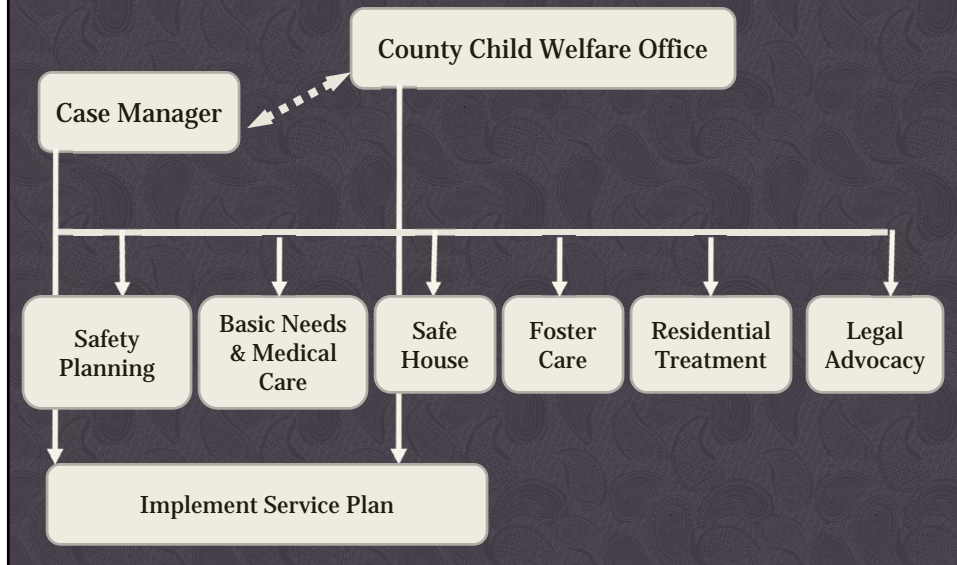 County Child Welfare Office
Case Manager
Safety
Planning
Basic Needs
& Medical
Care
Safe
House
Foster
Care
Residential
Treatment
Legal
Advocacy
Implement Service Plan